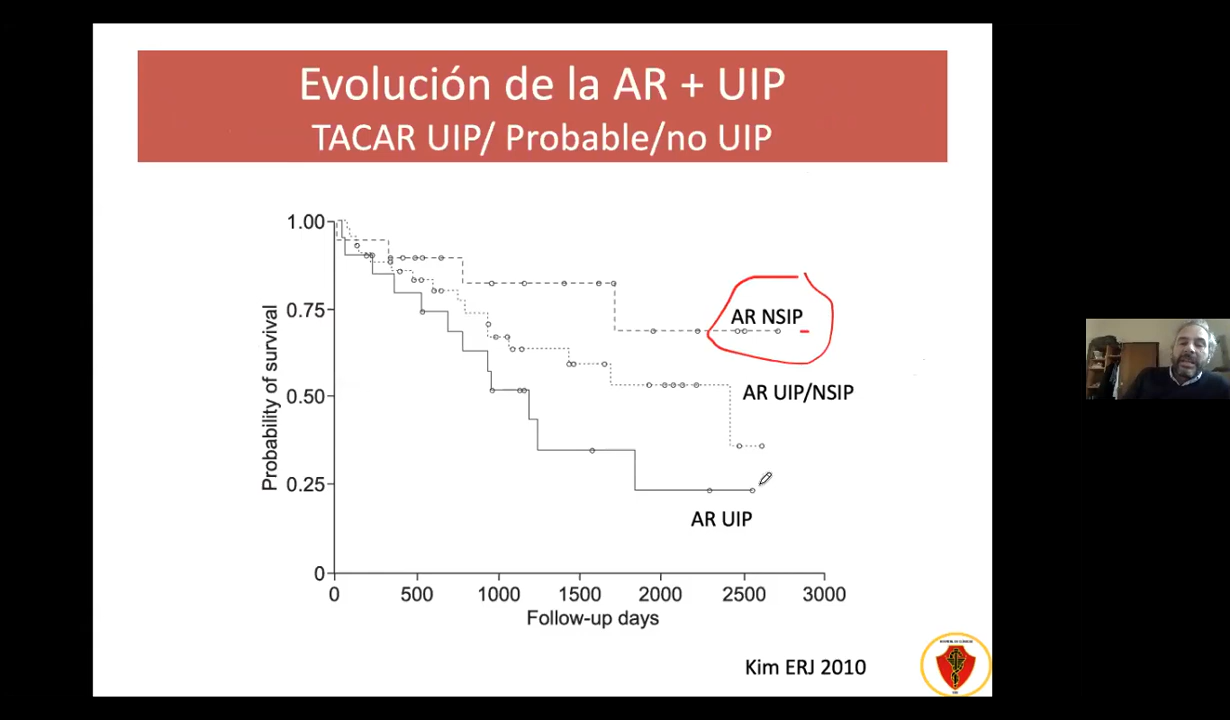 Evolución de la AR + UIP
TACAR UIP/ Probable/no UIP
1.00
0.75
0.50
0.25
0
Probability of survival
AR NSIP
AR UIP/NSIP
AR UIP
0 500 1000 1500 2000 2500 3000
Follow-up days
Kim ERJ 2010